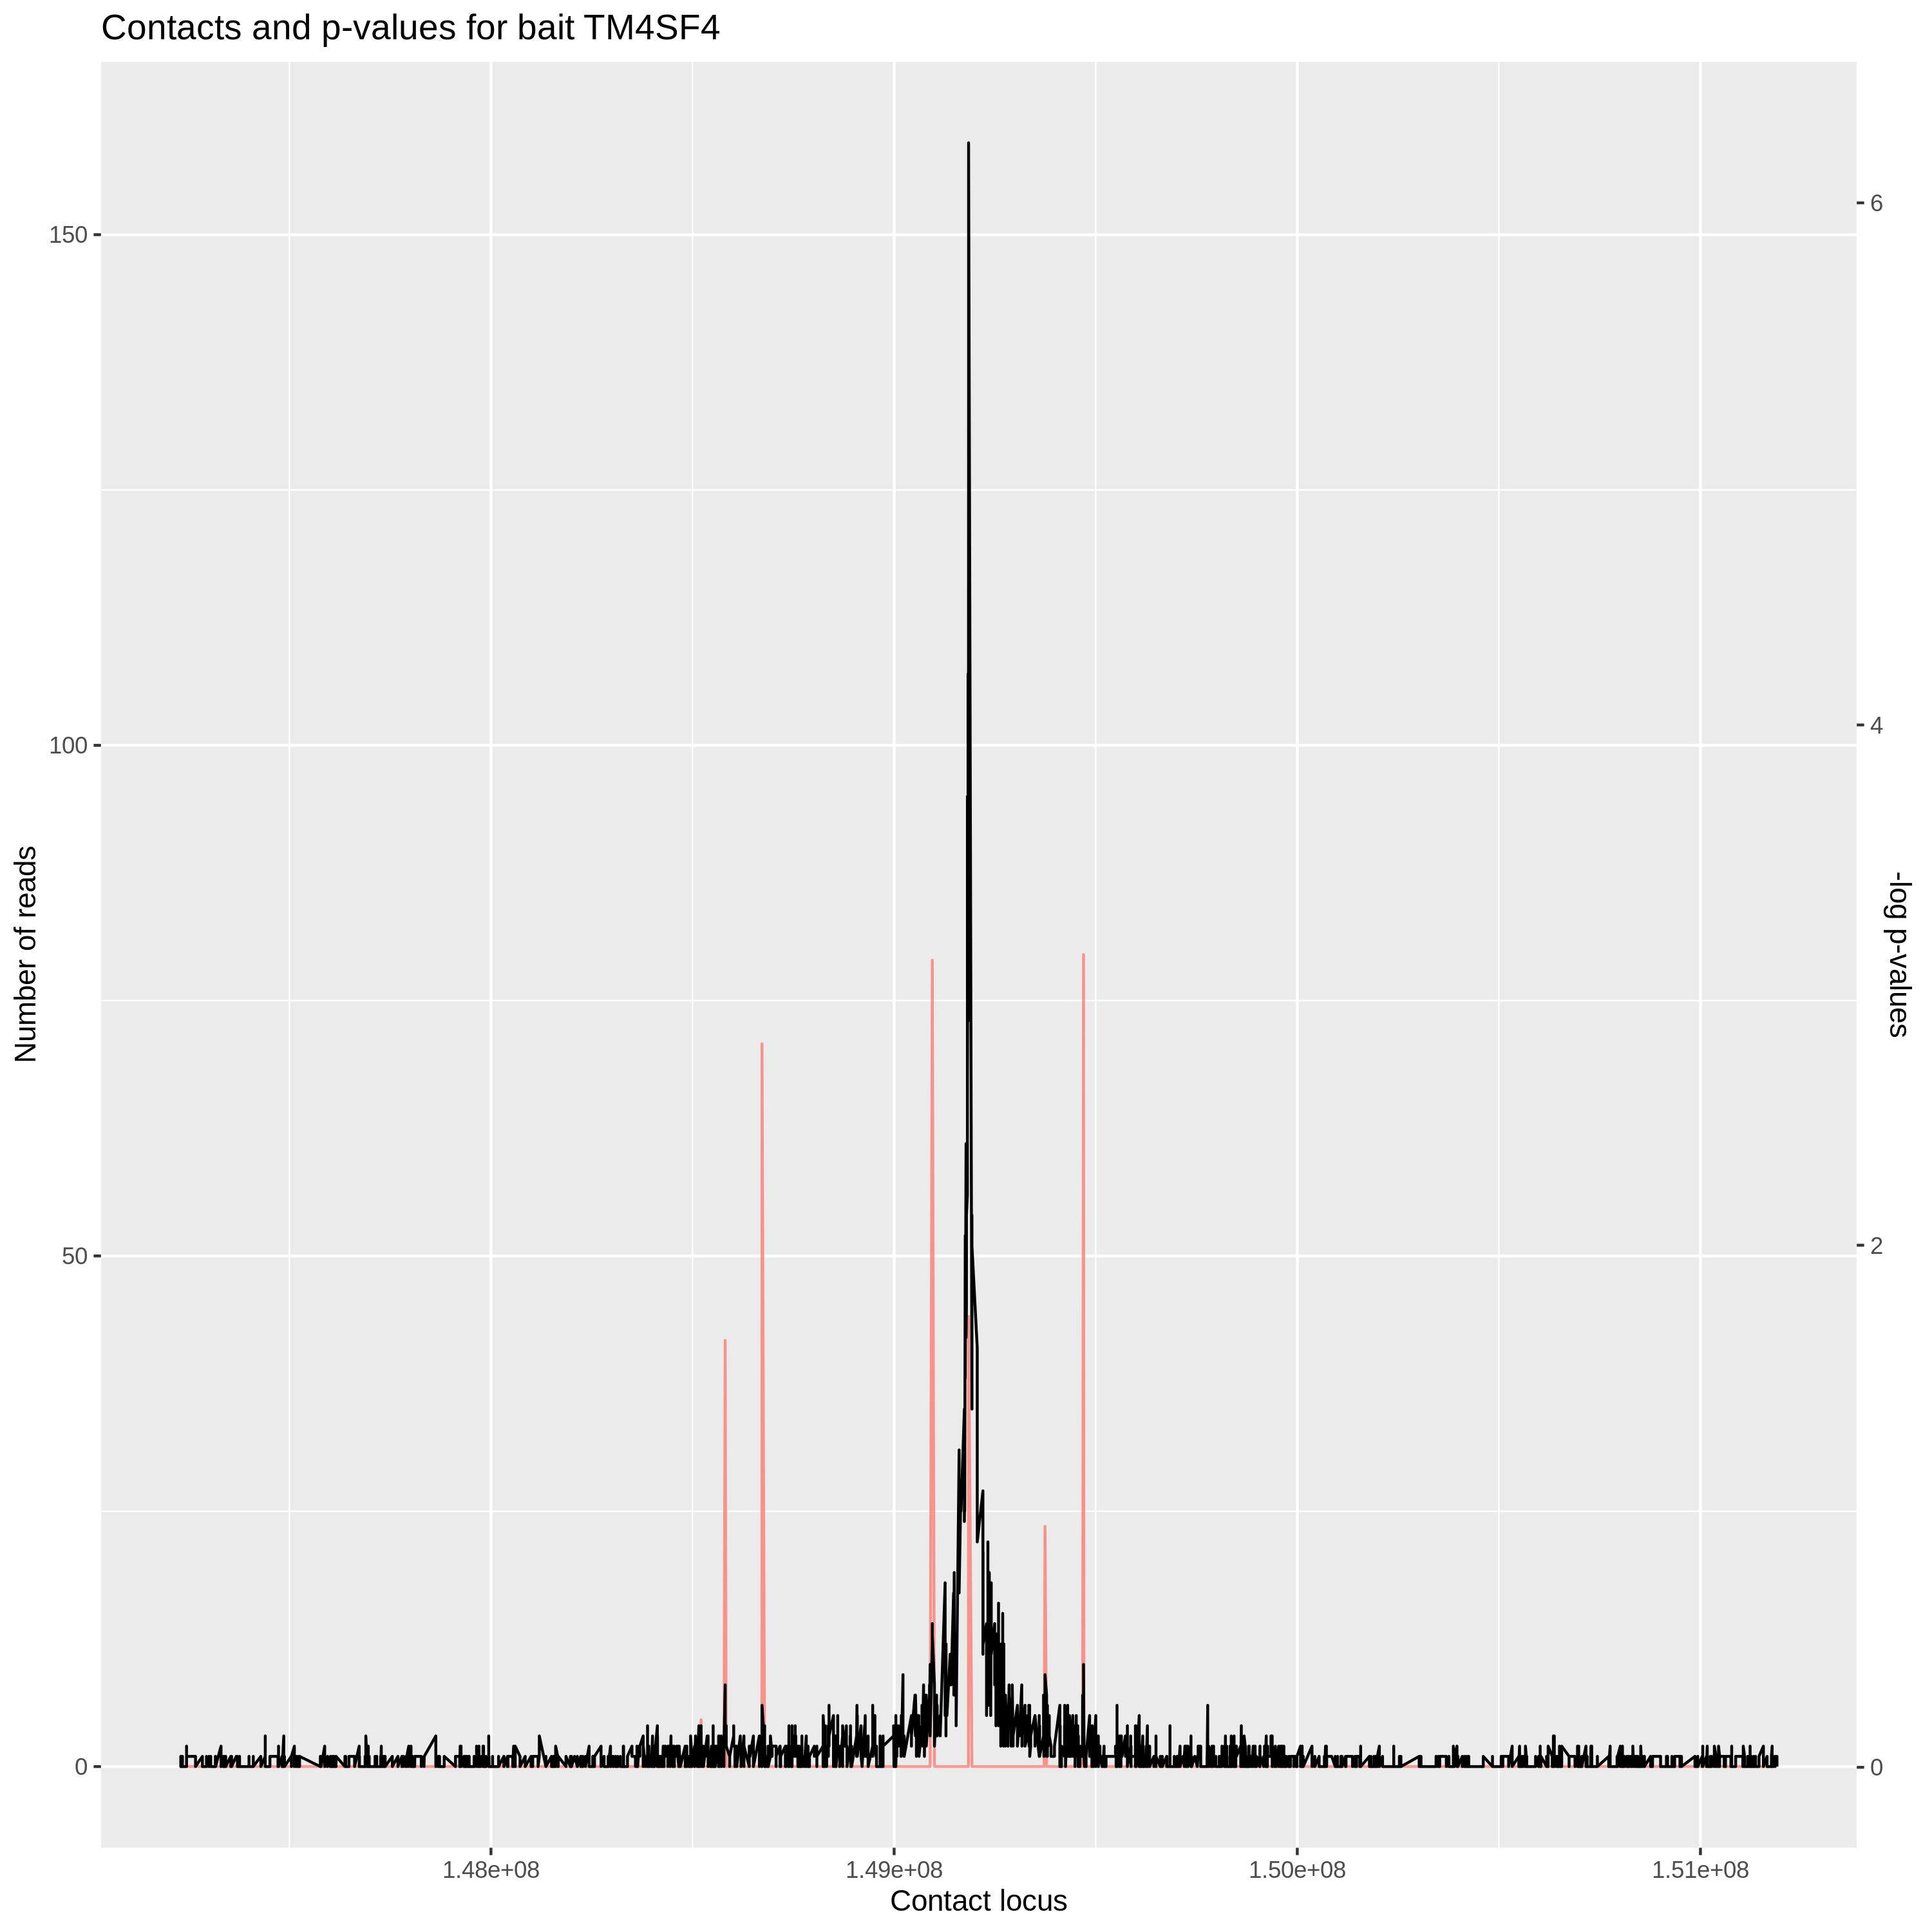 Contacts and p-values for bait TM4SF4
150
100
50
0
Number of reads
6
4
2
0
-log p-values
1.48e+08
1.49e+08
1.50e+08
1.51e+08
Contact locus